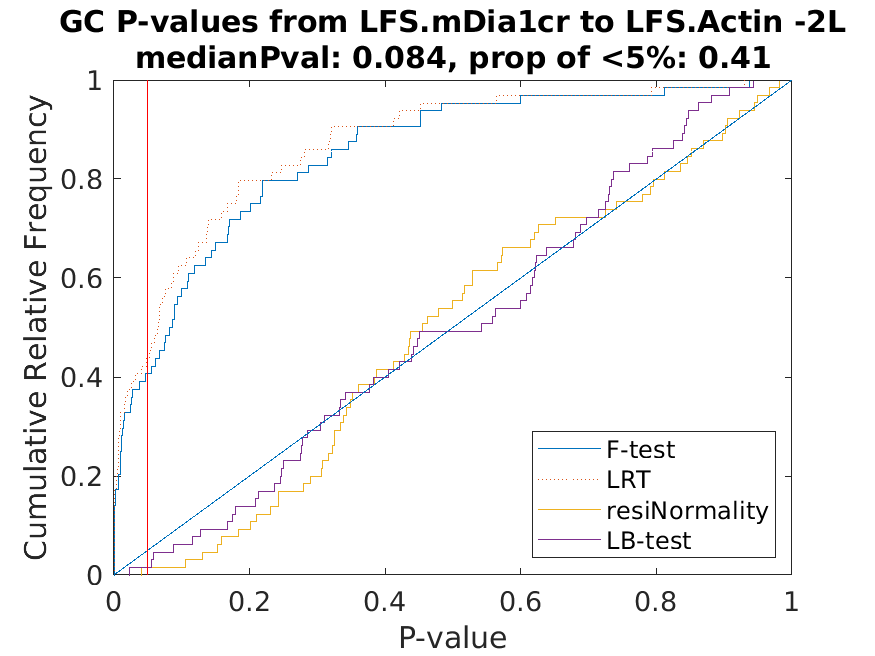 GC P-values from LFS.mDia1cr to LFS.Actin -2L
medianPval: 0.084, prop of <5%: 0.41
1
0.8
0.6
0.4
0.2
0
Cumulative Relative Frequency
F-test
LRT
resiNormality
LB-test
0 0.2 0.4 0.6 0.8 1
P-value